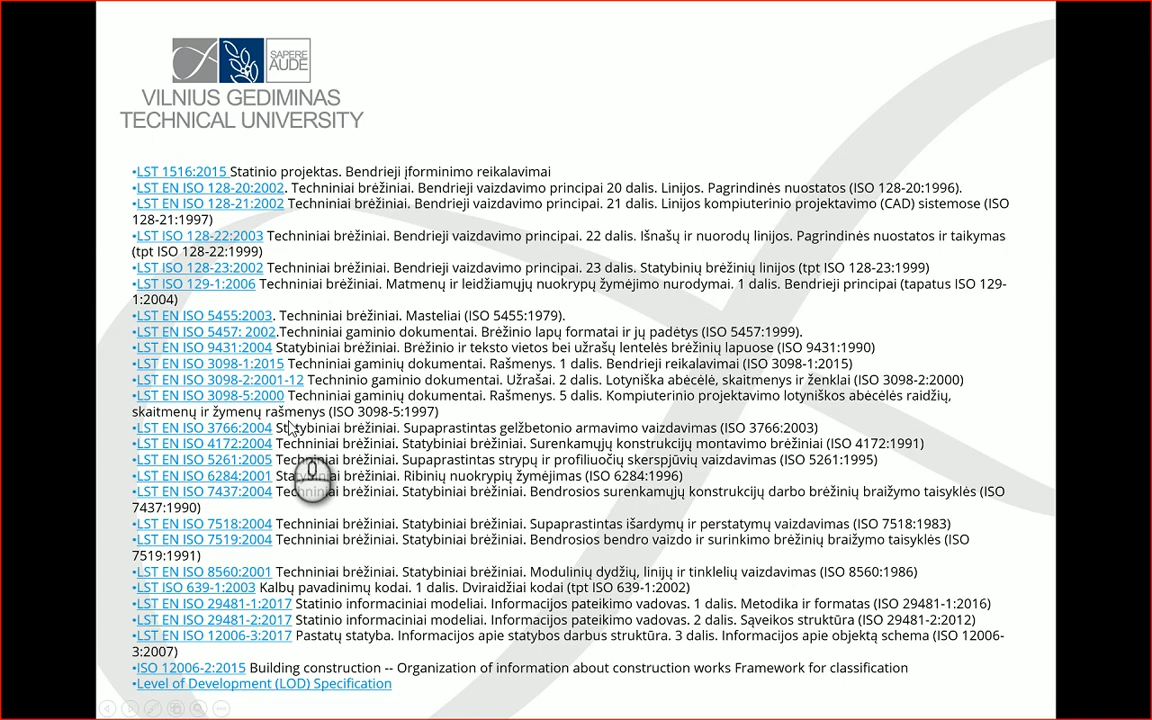 SAPERE
AUDE
VILNIUS GEDIMINAS
TECHNICAL UNIVERSITY
•LST 1516:2015 Statinio projektas. Bendrieji įforminimo reikalavimai
•LST EN ISO 128-20:2002. Techniniai brėžiniai. Bendrieji vaizdavimo principai 20 dalis. Linijos. Pagrindinės nuostatos (ISO 128-20:1996).
•LST EN ISO 128-21:2002 Techniniai brėžiniai. Bendrieji vaizdavimo principai. 21 dalis. Linijos kompiuterinio projektavimo (CAD) sistemose (ISO
128-21:1997)
•LST ISO 128-22:2003 Techniniai brėžiniai. Bendrieji vaizdavimo principai. 22 dalis. Išnašų ir nuorodų linijos. Pagrindinės nuostatos ir taikymas
(tpt ISO 128-22:1999)
•LST ISO 128-23:2002 Techniniai brėžiniai. Bendrieji vaizdavimo principai. 23 dalis. Statybinių brėžinių linijos (tpt ISO 128-23:1999)
•LST ISO 129-1:2006 Techniniai brėžiniai. Matmenų ir leidžiamųjų nuokrypų žymėjimo nurodymai. 1 dalis. Bendrieji principai (tapatus ISO 129-
1:2004)
•LST EN ISO 5455:2003. Techniniai brėžiniai. Masteliai (ISO 5455:1979).
•LST EN ISO 5457: 2002.Techniniai gaminio dokumentai. Brėžinio lapų formatai ir jų padėtys (ISO 5457:1999).
•LST EN ISO 9431:2004 Statybiniai brėžiniai. Brėžinio ir teksto vietos bei užrašų lentelės brėžinių lapuose (ISO 9431:1990)
•LST EN ISO 3098-1:2015 Techniniai gaminių dokumentai. Rašmenys. 1 dalis. Bendrieji reikalavimai (ISO 3098-1:2015)
•LST EN ISO 3098-2:2001-12 Techninio gaminio dokumentai. Užrašai. 2 dalis. Lotyniška abėcėlė, skaitmenys ir ženklai (ISO 3098-2:2000)
•LST EN ISO 3098-5:2000 Techniniai gaminių dokumentai. Rašmenys. 5 dalis. Kompiuterinio projektavimo lotyniškos abėcėlės raidžių,
skaitmenų ir žymenų rašmenys (ISO 3098-5:1997)
•LST EN ISO 3766:2004 Statybiniai brėžiniai. Supaprastintas gelžbetonio armavimo vaizdavimas (ISO 3766:2003)
•LST EN ISO 4172:2004 Techniniai brėžiniai. Statybiniai brėžiniai. Surenkamųjų konstrukcijų montavimo brėžiniai (ISO 4172:1991)
•LST EN ISO 5261:2005 Techniniai brėžiniai. Supaprastintas strypų ir profiliuočių skerspjūvių vaizdavimas (ISO 5261:1995)
•LST EN ISO 6284:2001 Statybiniai brėžiniai. Ribinių nuokrypių žymėjimas (ISO 6284:1996)
•LST EN ISO 7437:2004 Techniniai brėžiniai. Statybiniai brėžiniai. Bendrosios surenkamųjų konstrukcijų darbo brėžinių braižymo taisyklės (ISO
7437:1990)
•LST EN ISO 7518:2004 Techniniai brėžiniai. Statybiniai brėžiniai. Supaprastintas išardymų ir perstatymų vaizdavimas (ISO 7518:1983)
•LST EN ISO 7519:2004 Techniniai brėžiniai. Statybiniai brėžiniai. Bendrosios bendro vaizdo ir surinkimo brėžinių braižymo taisyklės (ISO
7519:1991)
•LST EN ISO 8560:2001 Techniniai brėžiniai. Statybiniai brėžiniai. Modulinių dydžių, linijų ir tinklelių vaizdavimas (ISO 8560:1986)
•LST ISO 639-1:2003 Kalbų pavadinimų kodai. 1 dalis. Dviraidžiai kodai (tpt ISO 639-1:2002)
•LST EN ISO 29481-1:2017 Statinio informaciniai modeliai. Informacijos pateikimo vadovas. 1 dalis. Metodika ir formatas (ISO 29481-1:2016)
•LST EN ISO 29481-2:2017 Statinio informaciniai modeliai. Informacijos pateikimo vadovas. 2 dalis. Sąveikos struktūra (ISO 29481-2:2012)
•LST EN ISO 12006-3:2017 Pastatų statyba. Informacijos apie statybos darbus struktūra. 3 dalis. Informacijos apie objektą schema (ISO 12006-
3:2007)
•ISO 12006-2:2015 Building construction -- Organization of information about construction works Framework for classification
•Level of Development (LOD) Specification